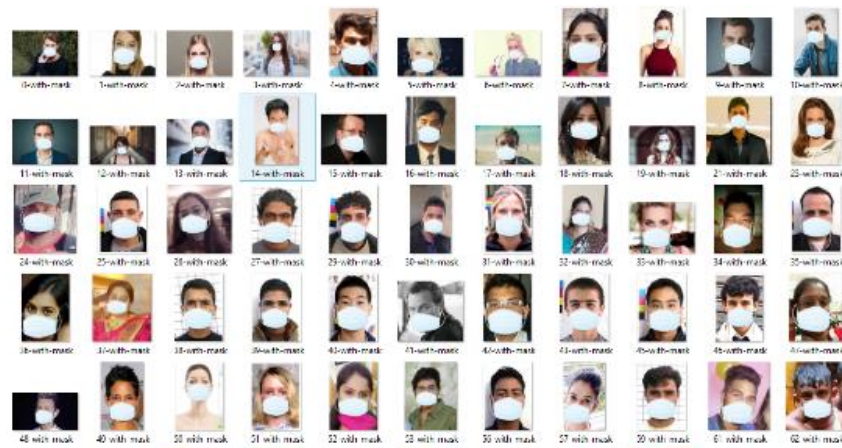 0-with-mask 1-with-mask 2-with-mask 3-with-mask 4-with-mask 5-with-mask 6-with-mask 7-with-mask 8-with-mask 9-with-mask 10-with-mask
11-with-mask 12-with-mask 13-with-mask 14-with-mask 15-with-mask 16-with-mask 17-with-mask 18-with-mask 19-with-mask 21-with-mask 23-with-mask
24-with-mask 25-with-mask 26-with-mask 27-with-mask 29-with-mask 30-with-mask 31-with-mask 32-with-mask 33-with-mask 34-with-mask 35-with-mask
36-with-mask 37-with-mask 38-with-mask 39-with-mask 40-with-mask 41-with-mask 42-with-mask 43-with-mask 45-with-mask 46-with-mask 47-with-mask
48-with-mask 49-with-mask 50-with-mask 51-with-mask 52-with-mask 53-with-mask 56-with-mask 57-with-mask 59-with-mask 61-with-mask 62-with-mask